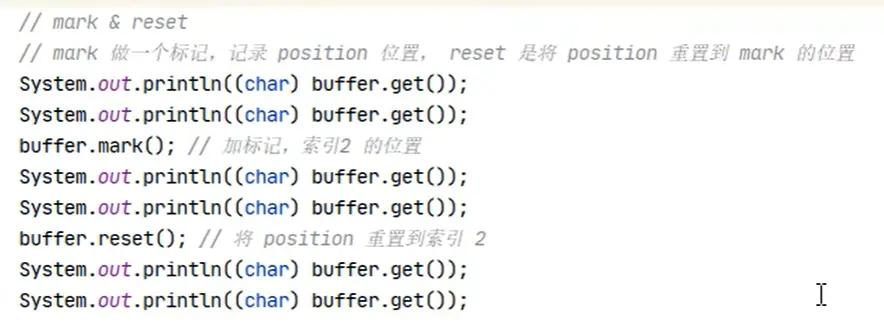 // mark & reset
// mark 做一个标记，记录 position 位置， reset 是将 position 重置到 mark 的位置
System.out.println((char) buffer.get());
System.out.println((char) buffer.get());
buffer.mark(); // 加标记，索引2 的位置
System.out.println((char) buffer.get());
System.out.println((char) buffer.get());
buffer.reset(); // 将 position 重置到索引 2
System.out.println((char) buffer.get());
System.out.println((char) buffer.get());